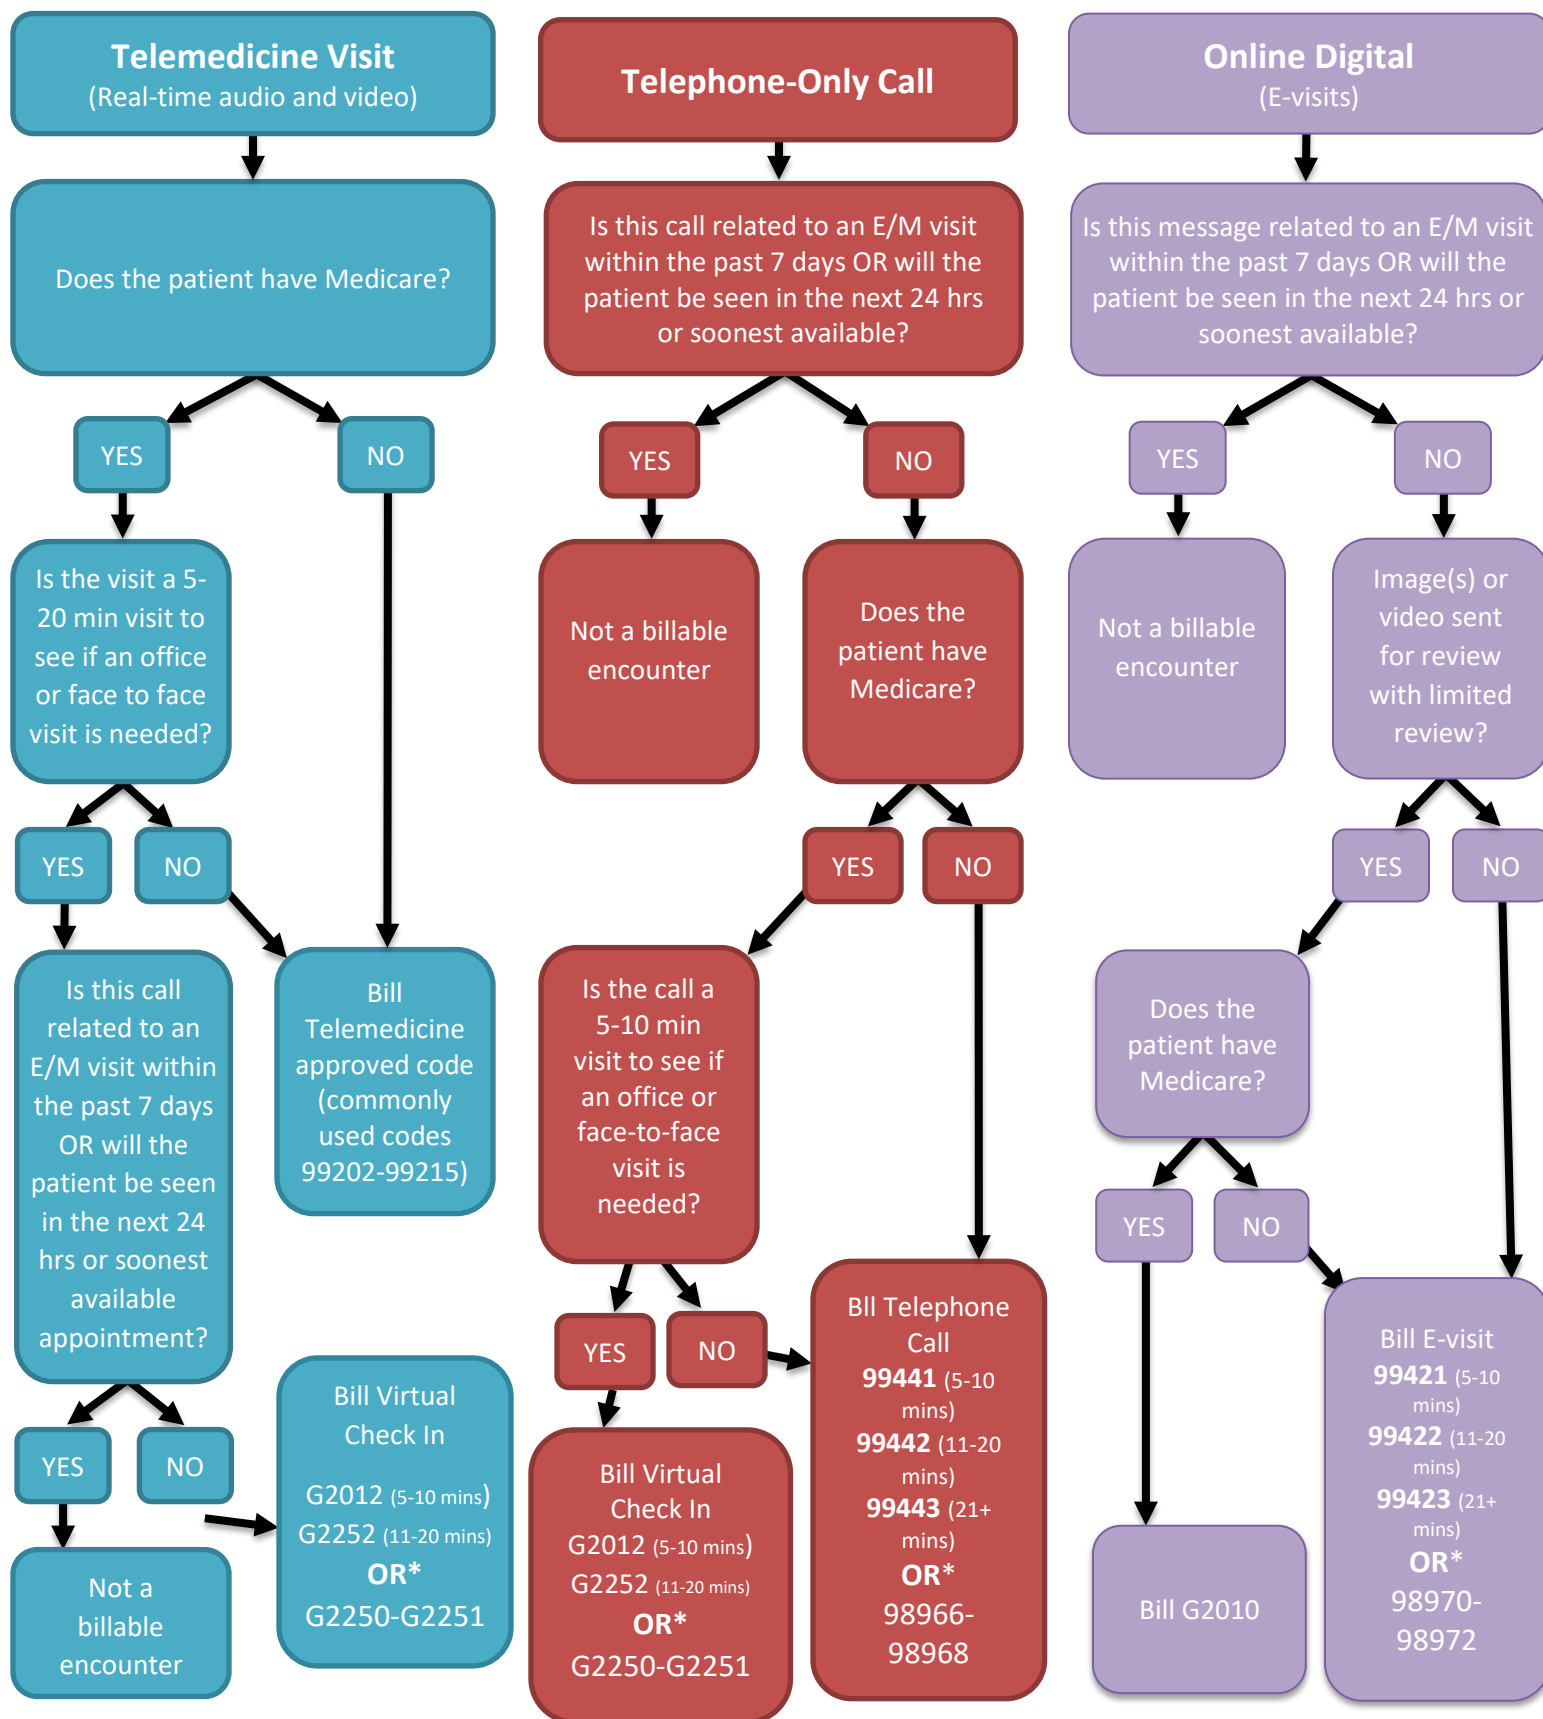 Telemedicine Visit
(Real-time audio and video)
Does the patient have Medicare?
YES
NO
Is the visit a 5-
20 min visit to
see if an office
or face to face
visit is needed?
YES
NO
Is this call
related to an
E/M visit within
the past 7 days
OR will the
patient be seen
in the next 24
hrs or soonest
available
appointment?
Bill
Telemedicine
approved code
(commonly
used codes
99202-99215)
YES
NO
Not a
billable
encounter
Bill Virtual
Check In
G2012 (5-10 mins)
G2252 (11-20 mins)
OR*
G2250-G2251
Telephone-Only Call
Is this call related to an E/M visit
within the past 7 days OR will the
patient be seen in the next 24 hrs
or soonest available?
YES
NO
Not a billable
encounter
Does the
patient have
Medicare?
YES
NO
Is the call a
5-10 min
visit to see if
an office or
face-to-face
visit is
needed?
YES
NO
Bill Virtual
Check In
G2012 (5-10 mins)
G2252 (11-20 mins)
OR*
G2250-G2251
Bll Telephone
Call
99441 (5-10
mins)
99442 (11-20
mins)
99443 (21+
mins)
OR*
98966-
98968
Online Digital
(E-visits)
Is this message related to an E/M visit
within the past 7 days OR will the
patient be seen in the next 24 hrs or
soonest available?
YES
NO
Not a billable
encounter
Image(s) or
video sent
for review
with limited
review?
YES
NO
Does the
patient have
Medicare?
YES
NO
Bill G2010
Bill E-visit
99421 (5-10
mins)
99422 (11-20
mins)
99423 (21+
mins)
OR*
98970-
98972